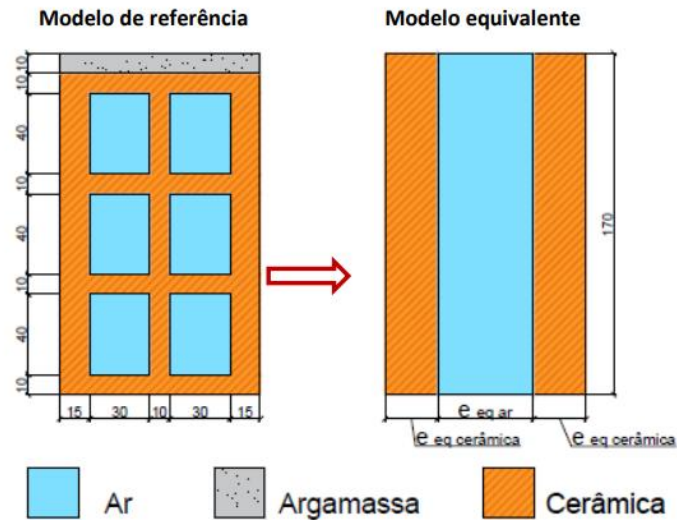 Modelo de referência
Modelo equivalente
10
10
40
10
40
10
40
10
15 30 10 30 15
170
e eq ar
e eq cerâmica
e eq cerâmica
Ar
Argamassa
Cerâmica